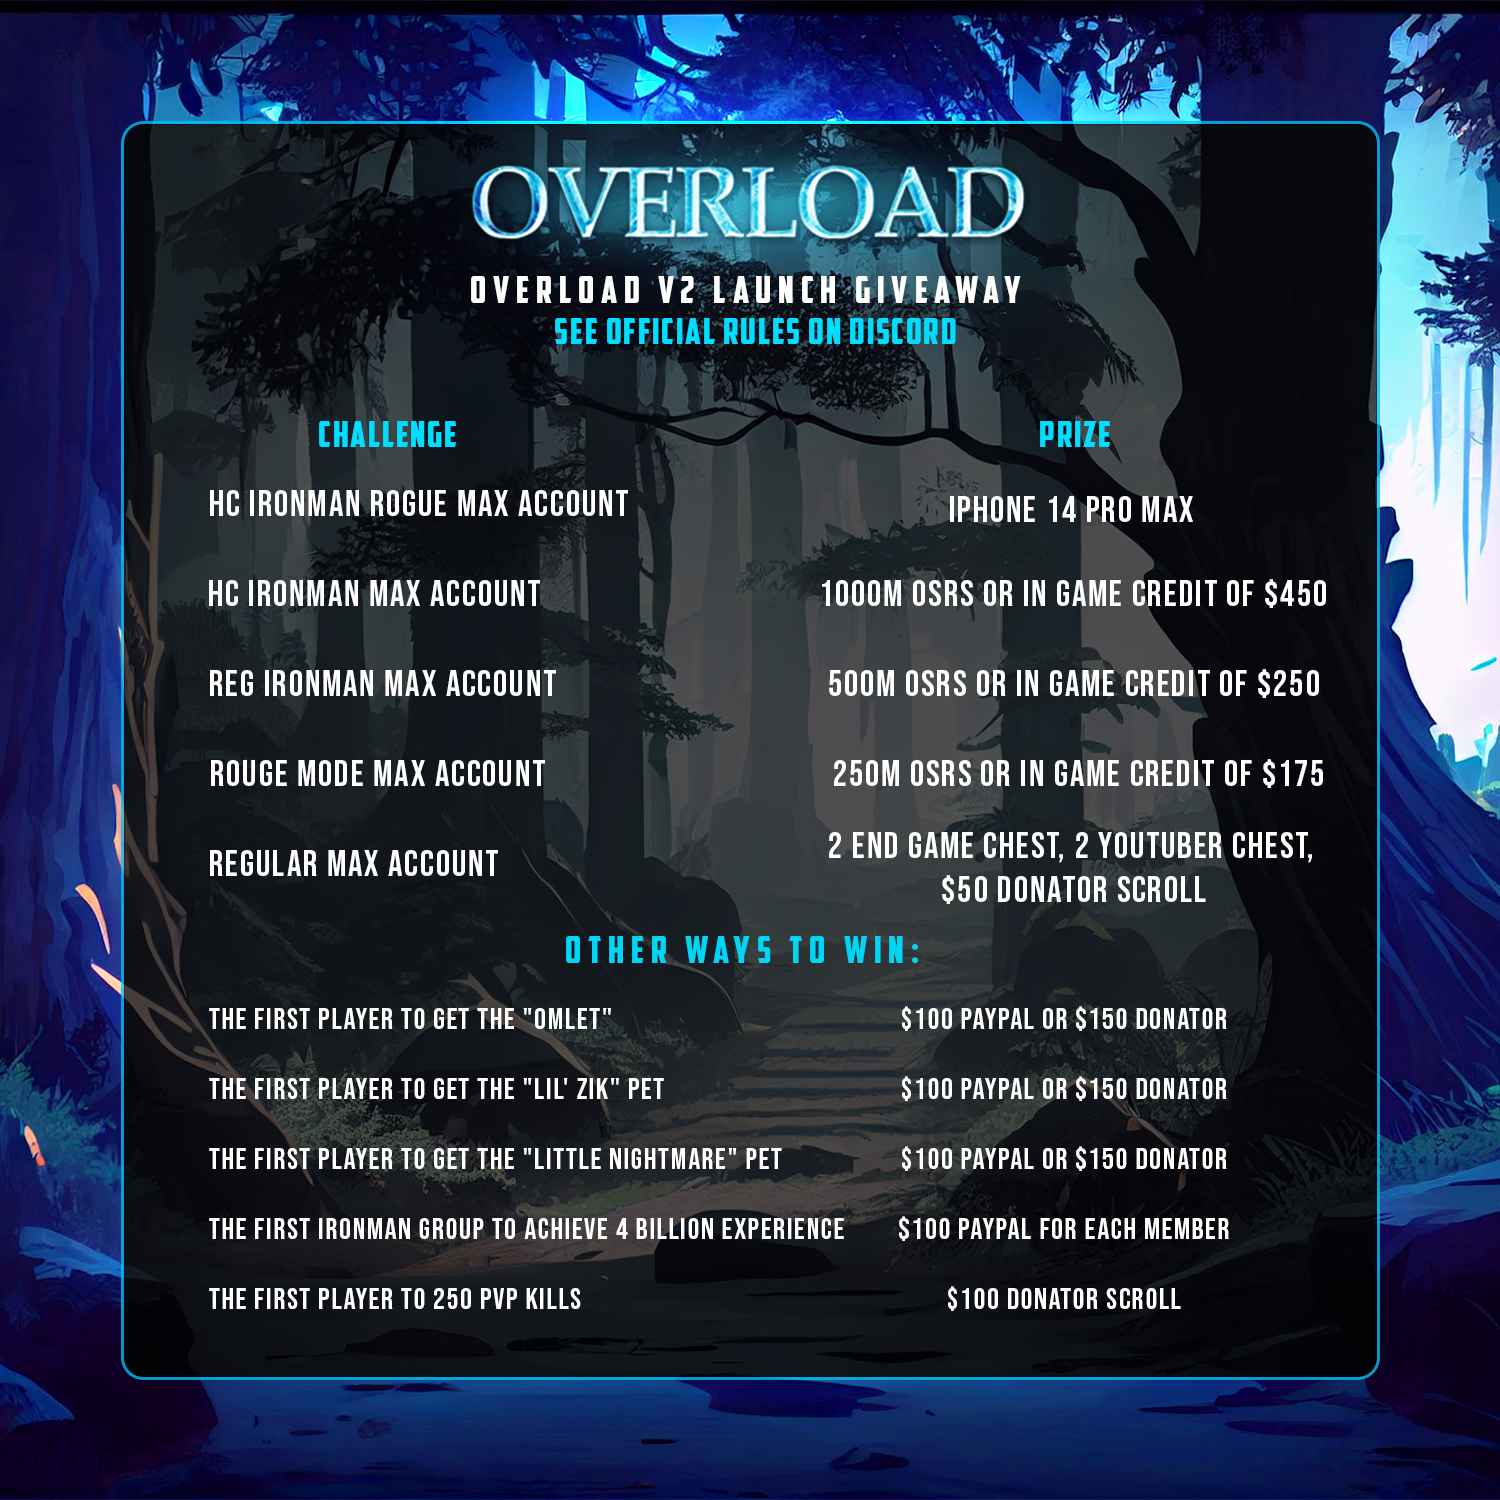 OVERLOAD
OVERLOAD V2 LAUNCH GIVEAWAY
SEE OFFICIAL RULES ON DISCORD
CHALLENGE PRIZE
HC IRONMAN ROGUE MAX ACCOUNT IPHONE 14 PRO MAX
HC IRONMAN MAX ACCOUNT 1000M OSRS OR IN GAME CREDIT OF $450
REG IRONMAN MAX ACCOUNT 500M OSRS OR IN GAME CREDIT OF $250
ROUGE MODE MAX ACCOUNT 250M OSRS OR IN GAME CREDIT OF $175
REGULAR MAX ACCOUNT 2 END GAME CHEST, 2 YOUTUBER CHEST,
$50 DONATOR SCROLL
OTHER WAYS TO WIN:
THE FIRST PLAYER TO GET THE "OMLET" $100 PAYPAL OR $150 DONATOR
THE FIRST PLAYER TO GET THE "LIL' ZIK" PET $100 PAYPAL OR $150 DONATOR
THE FIRST PLAYER TO GET THE "LITTLE NIGHTMARE" PET $100 PAYPAL OR $150 DONATOR
THE FIRST IRONMAN GROUP TO ACHIEVE 4 BILLION EXPERIENCE $100 PAYPAL FOR EACH MEMBER
THE FIRST PLAYER TO 250 PVP KILLS $100 DONATOR SCROLL